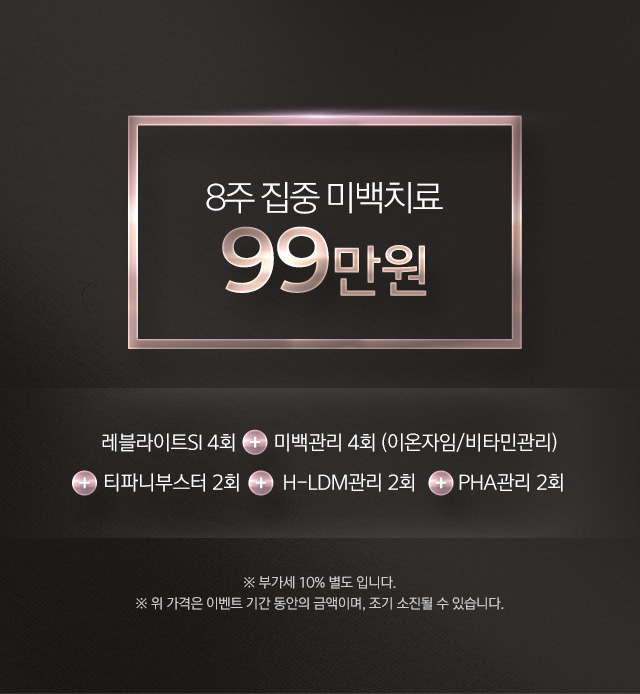 8주 집중 미백치료
99만원
레블라이트SI 4회 + 미백관리 4회 (이온자임/비타민관리)
+ 티파니부스터 2회 + H-LDM관리 2회 + PHA관리 2회
※ 부가세 10% 별도 입니다.
※ 위 가격은 이벤트 기간 동안의 금액이며, 조기 소진될 수 있습니다.